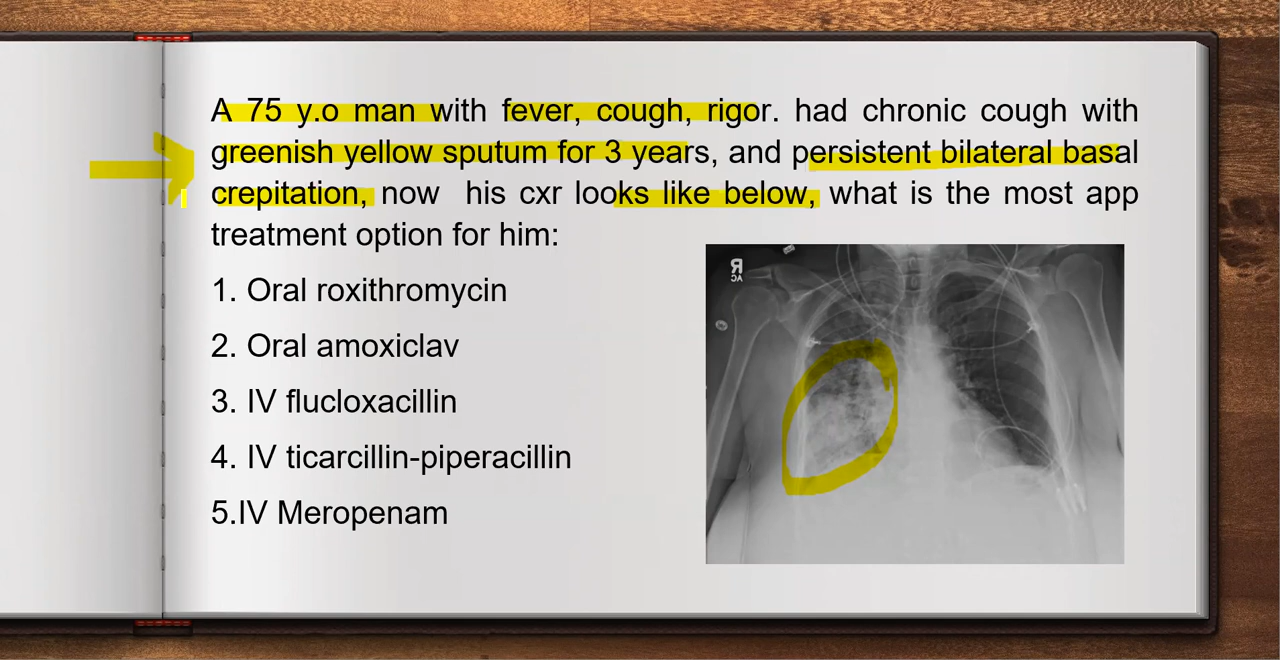 A 75 y.o man with fever, cough, rigor. had chronic cough with
greenish yellow sputum for 3 years, and persistent bilateral basal
crepitation, now his cxr looks like below, what is the most app
treatment option for him:
1. Oral roxithromycin
2. Oral amoxiclav
3. IV flucloxacillin
4. IV ticarcillin-piperacillin
5.IV Meropenam
R
AC